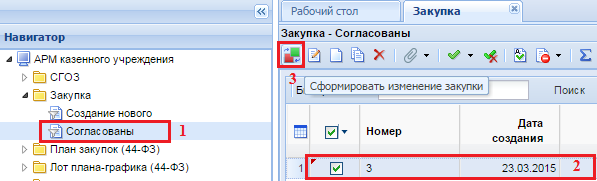 Рабочий стол
Закупка
Навигатор
АРМ казенного учреждения
СГОЗ
Закупка
Создание нового
Согласованы
1
План закупок (44-ФЗ)
Лот плана-графика (44-ФЗ)
Закупка - Согласованы
3
Сформировать изменение закупки
Поиск
Номер
Дата
создания
1
3
23.03.2015
2